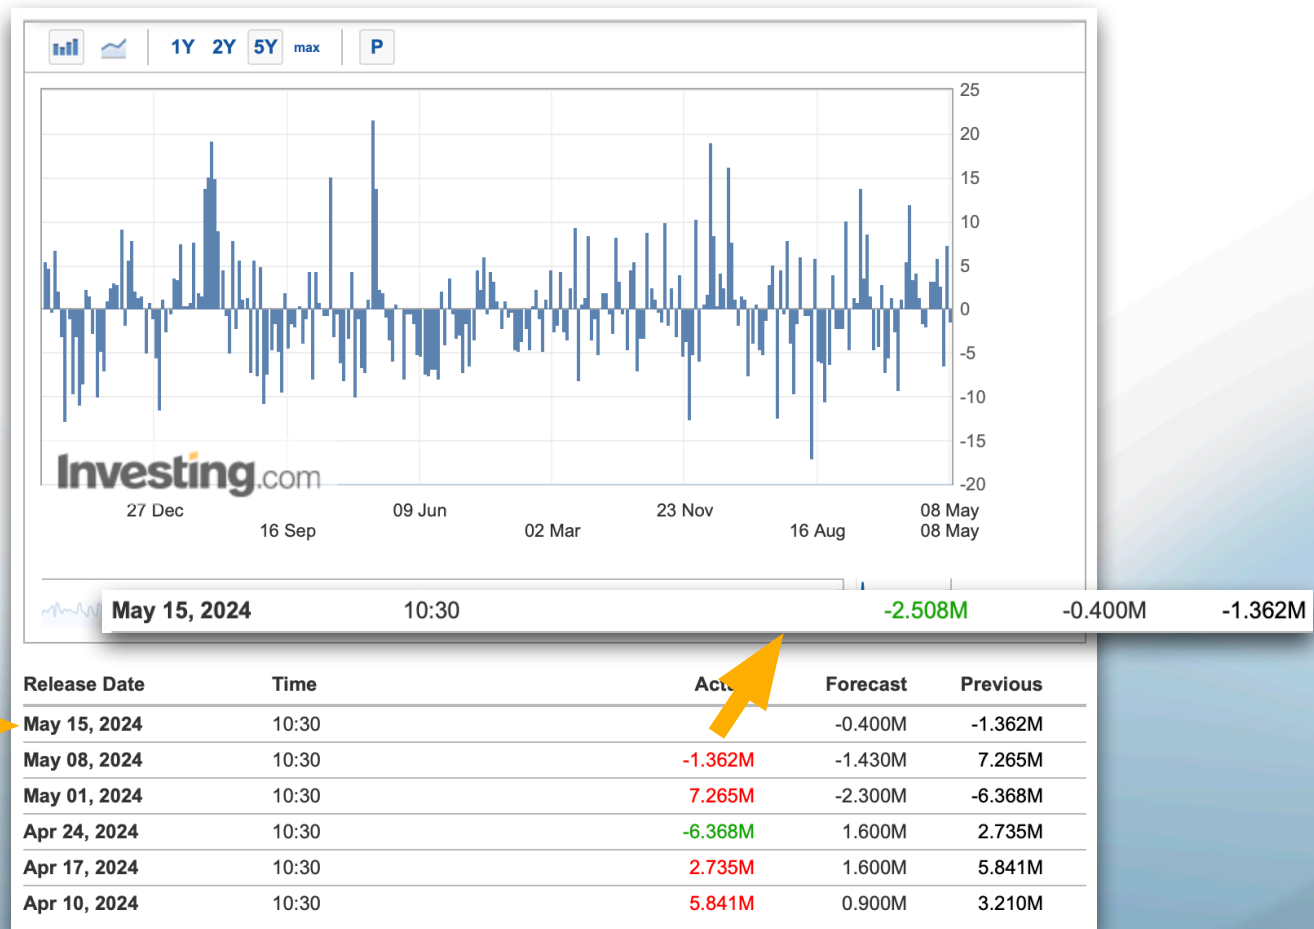 1Y 2Y 5Y max P
25
20
15
10
5
0
-5
-10
-15
-20
Investing.com
27 Dec 09 Jun 23 Nov 08 May
16 Sep 02 Mar 16 Aug 08 May
May 15, 2024 10:30 -2.508M -0.400M -1.362M
Release Date Time Forecast Previous
May 15, 2024 10:30 -0.400M -1.362M
May 08, 2024 10:30 -1.362M -1.430M 7.265M
May 01, 2024 10:30 7.265M -2.300M -6.368M
Apr 24, 2024 10:30 -6.368M 1.600M 2.735M
Apr 17, 2024 10:30 2.735M 1.600M 5.841M
Apr 10, 2024 10:30 5.841M 0.900M 3.210M